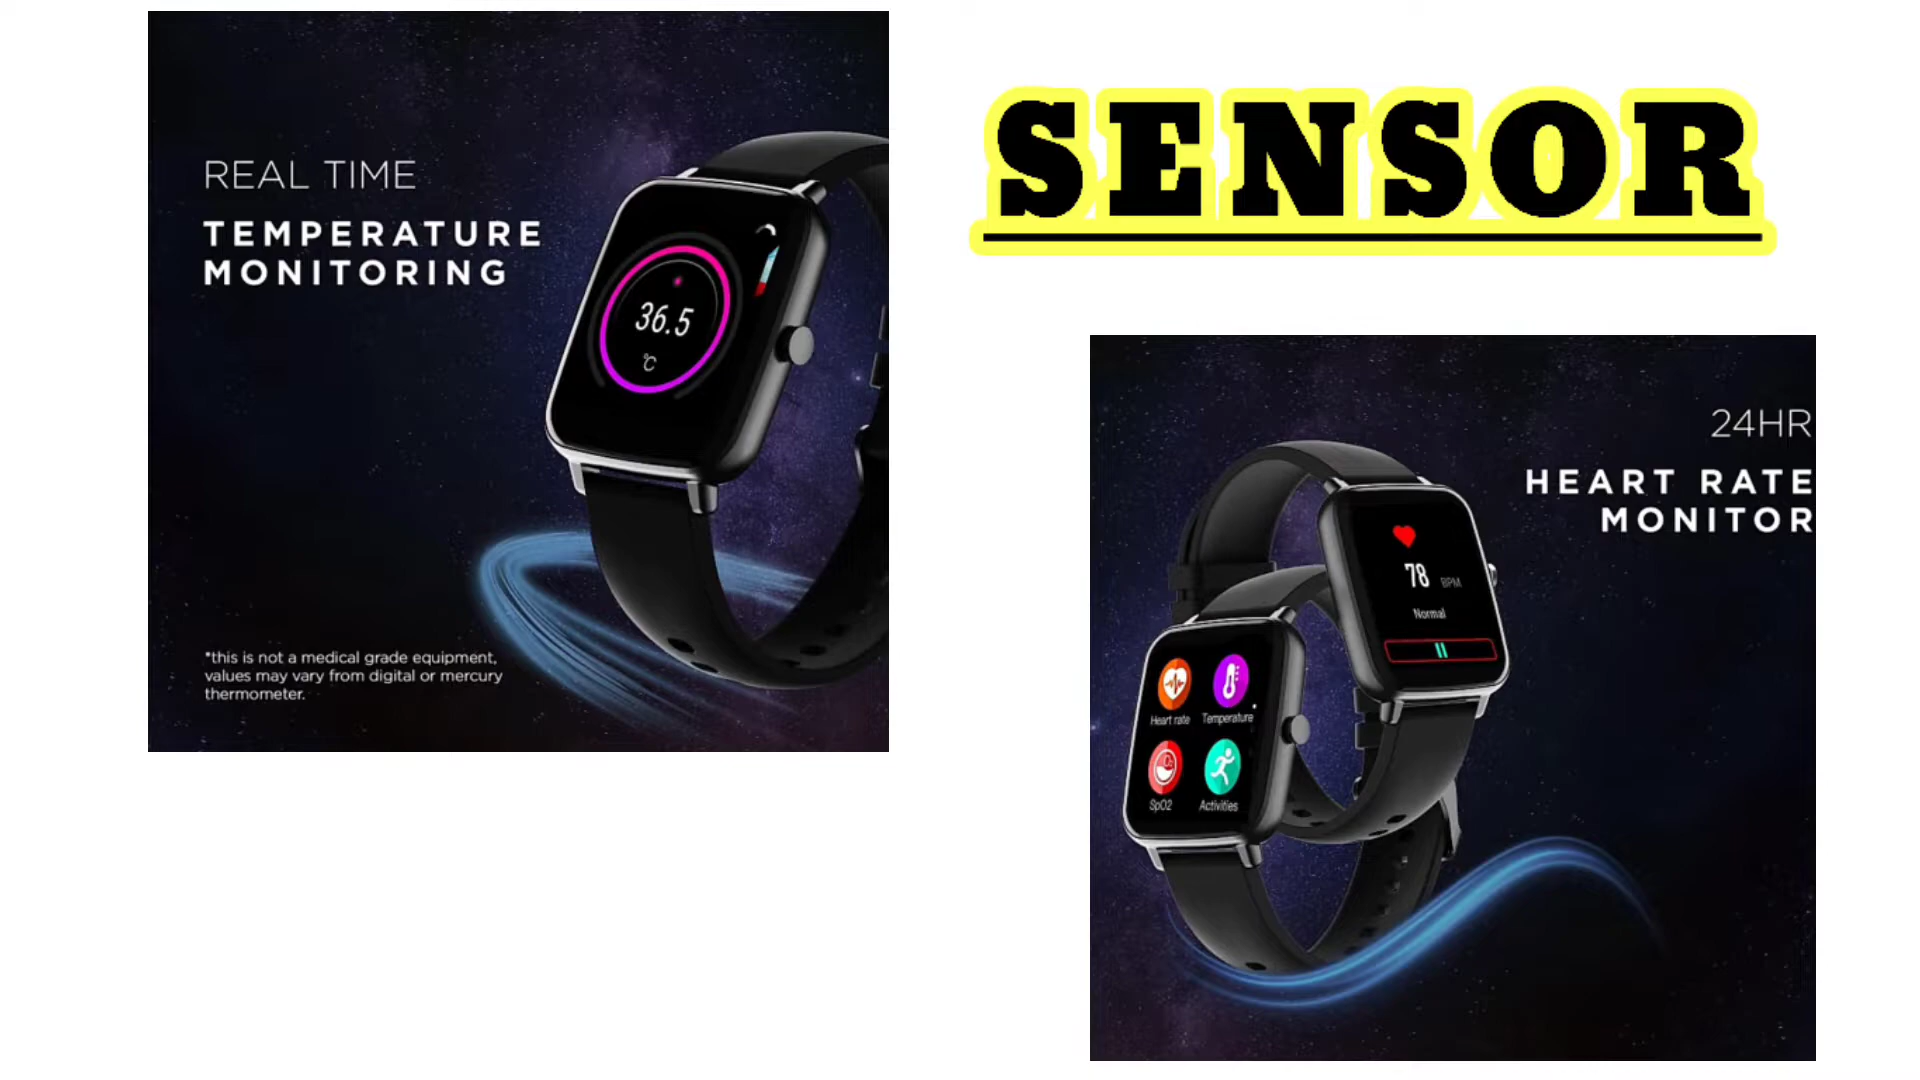 REAL TIME
TEMPERATURE
MONITORING
36.5
°C
*this is not a medical grade equipment,
values may vary from digital or mercury
thermometer.
SENSOR
24HR
HEART RATE
MONITOR
78 BPM
Normal
Heart rate Temperature
SpO2 Activities